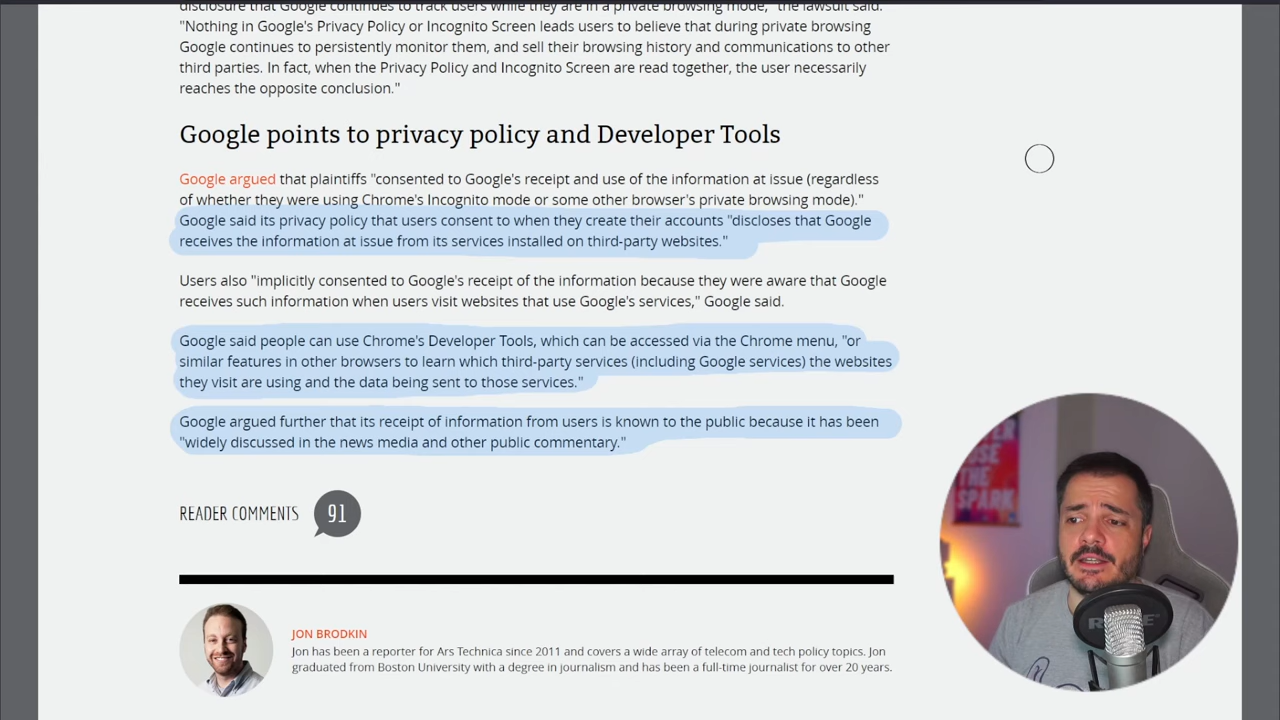 disclosure that Google continues to track users while they are in a private browsing mode," the lawsuit said.
"Nothing in Google's Privacy Policy or Incognito Screen leads users to believe that during private browsing
Google continues to persistently monitor them, and sell their browsing history and communications to other
third parties. In fact, when the Privacy Policy and Incognito Screen are read together, the user necessarily
reaches the opposite conclusion."
Google points to privacy policy and Developer Tools
Google argued that plaintiffs "consented to Google's receipt and use of the information at issue (regardless
of whether they were using Chrome's Incognito mode or some other browser's private browsing mode)."
Google said its privacy policy that users consent to when they create their accounts "discloses that Google
receives the information at issue from its services installed on third-party websites."
Users also "implicitly consented to Google's receipt of the information because they were aware that Google
receives such information when users visit websites that use Google's services," Google said.
Google said people can use Chrome's Developer Tools, which can be accessed via the Chrome menu, "or
similar features in other browsers to learn which third-party services (including Google services) the websites
they visit are using and the data being sent to those services."
Google argued further that its receipt of information from users is known to the public because it has been
"widely discussed in the news media and other public commentary."
READER COMMENTS 91
JON BRODKIN
Jon has been a reporter for Ars Technica since 2011 and covers a wide array of telecom and tech policy topics. Jon
graduated from Boston University with a degree in journalism and has been a full-time journalist for over 20 years.
THE
SPARK